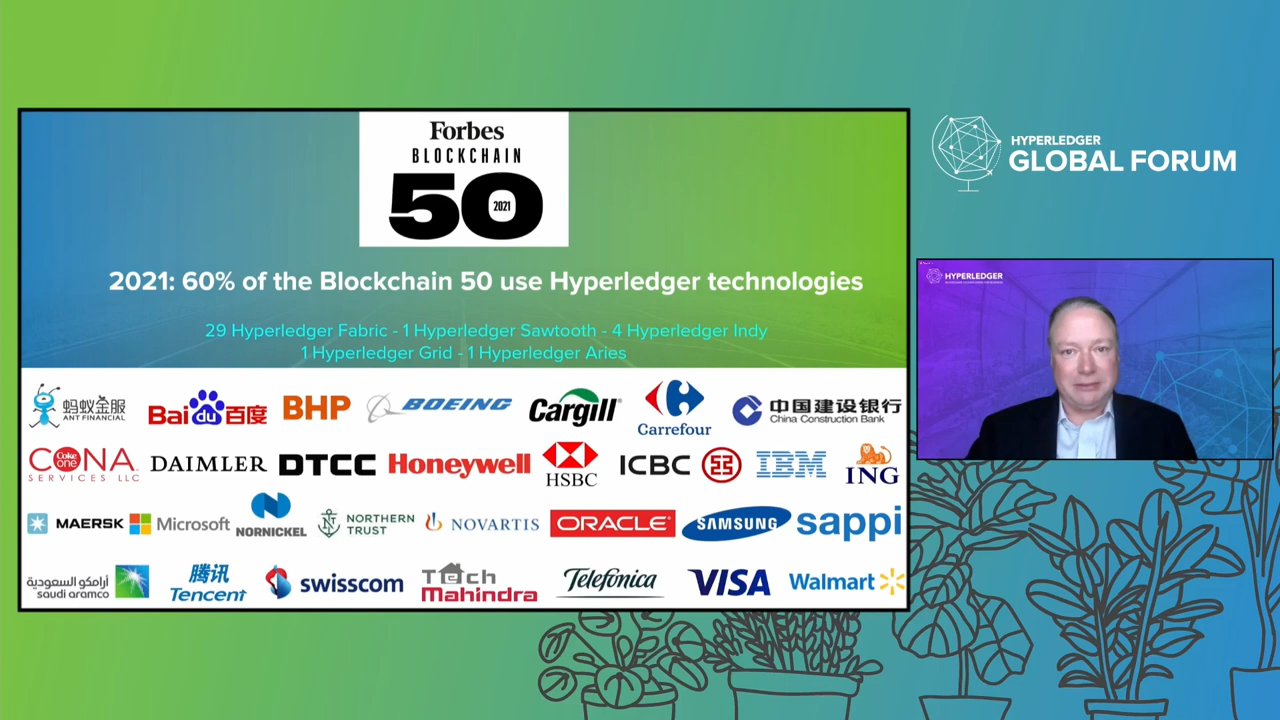 Forbes
BLOCKCHAIN
50
2021
2021: 60% of the Blockchain 50 use Hyperledger technologies
29 Hyperledger Fabric - 1 Hyperledger Sawtooth - 4 Hyperledger Indy
1 Hyperledger Grid - 1 Hyperledger Aries
蚂蚁金服
ANT FINANCIAL
Bai du 百度
BHP
BOEING
Cargill
Carrefour
中国建设银行
China Construction Bank
Coke one
CONA
SERVICES LLC
DAIMLER
DTCC
Honeywell
HSBC
ICBC
IBM
ING
MAERSK
Microsoft
NORNICKEL
NORTHERN
TRUST
NOVARTIS
ORACLE
SAMSUNG
sappi
أرامكو السعودية
saudi aramco
腾讯
Tencent
swisscom
Tech
Mahindra
Telefónica
VISA
Walmart
HYPERLEDGER
GLOBAL FORUM
HYPERLEDGER